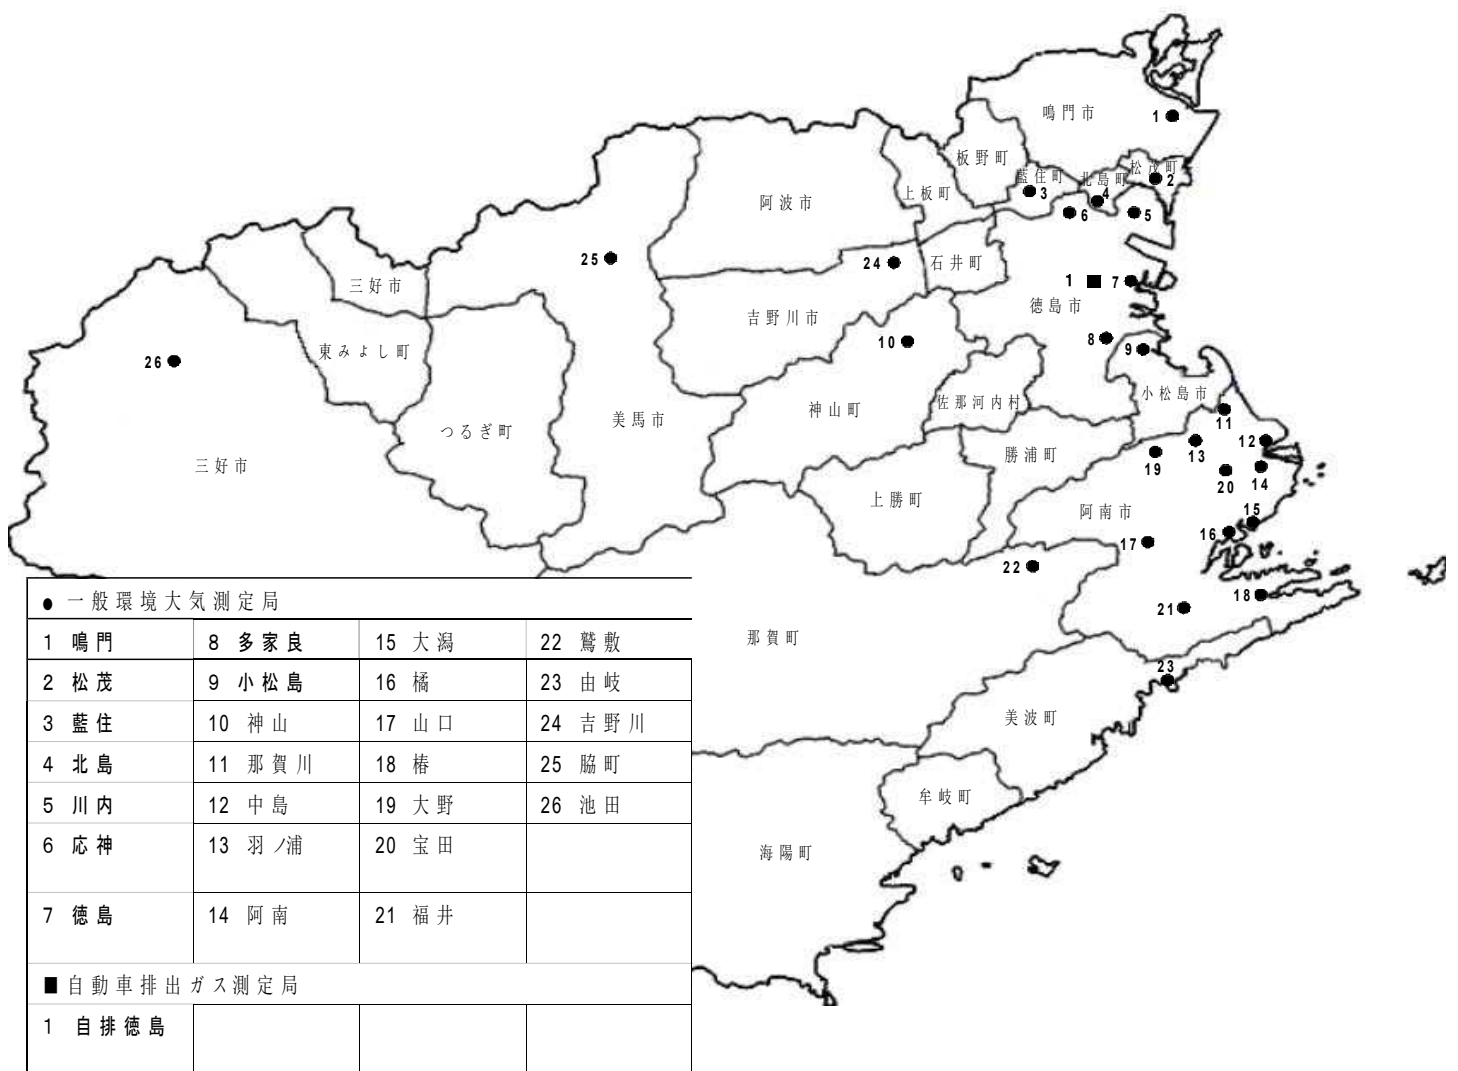 鳴門市
1
板野町
松茂町
2
藍住町
3
北島町
4
上板町
阿波市
6
5
25
24
石井町
三好市
1
7
徳島市
吉野川市
東みよし町
26
10
8
9
佐那河内村
小松島市
神山町
美馬市
11
つるぎ町
12
13
三好市
勝浦町
19
20
14
上勝町
阿南市
15
17
16
22
18
21
那賀町
23
美波町
牟岐町
海陽町
● 一般環境大気測定局
1 鳴門 8 多家良 15 大潟 22 鷲敷
2 松茂 9 小松島 16 橘 23 由岐
3 藍住 10 神山 17 山口 24 吉野川
4 北島 11 那賀川 18 椿 25 脇町
5 川内 12 中島 19 大野 26 池田
6 応神 13 羽ノ浦 20 宝田
7 徳島 14 阿南 21 福井
■ 自動車排出ガス測定局
1 自排徳島